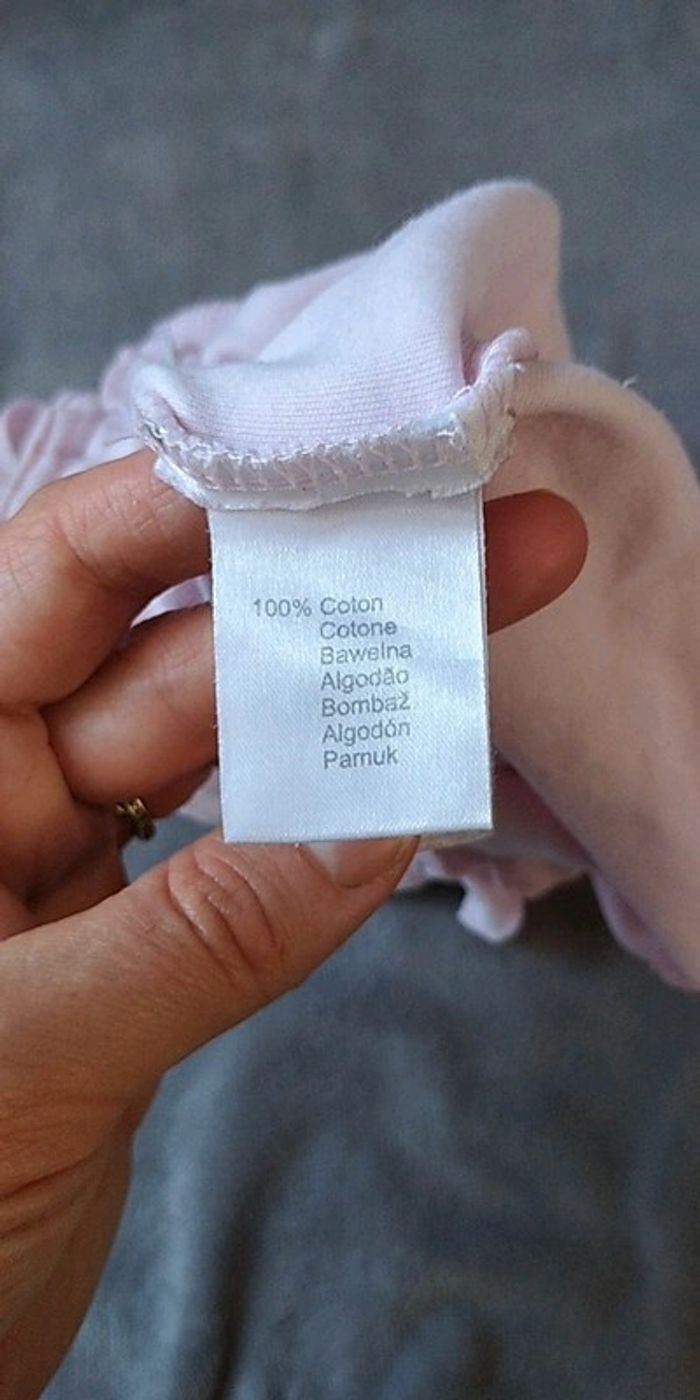 100% Coton
Cotone
Bawełna
Algodão
Bombaž
Algodón
Pamuk